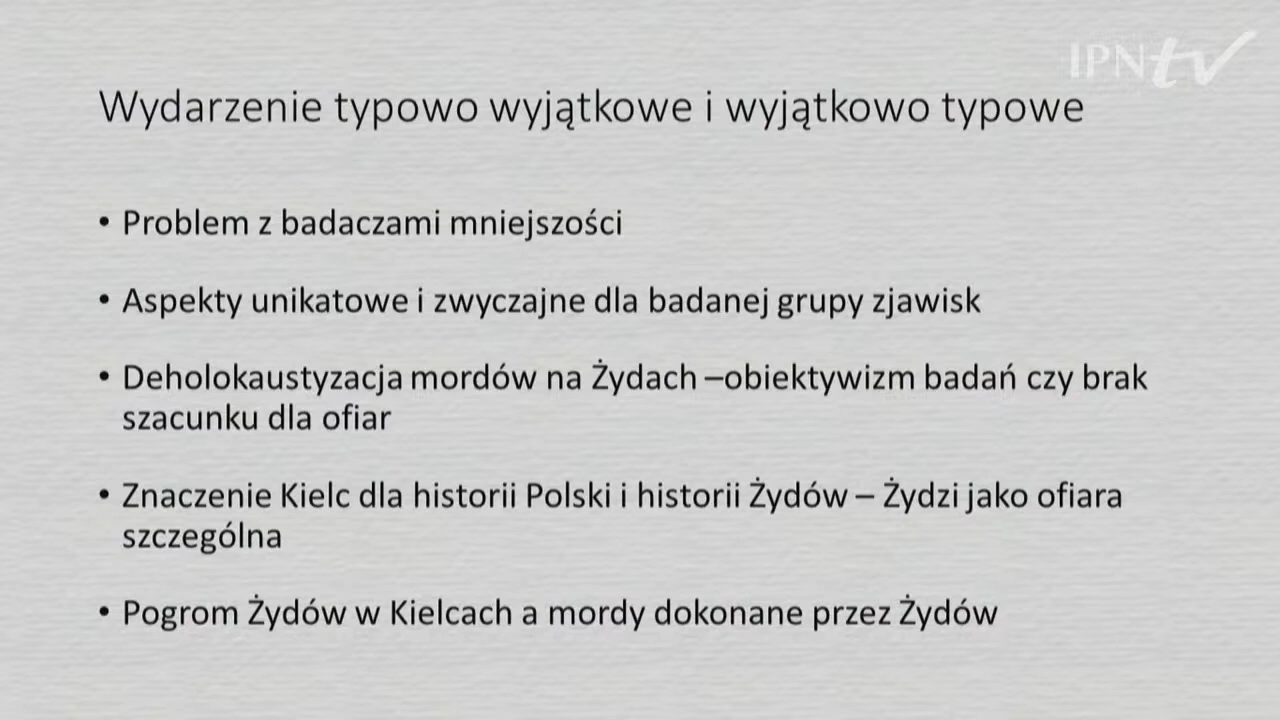 IPNtv
Wydarzenie typowo wyjątkowe i wyjątkowo typowe
• Problem z badaczami mniejszości
• Aspekty unikatowe i zwyczajne dla badanej grupy zjawisk
• Deholokaustyzacja mordów na Żydach –obiektywizm badań czy brak
szacunku dla ofiar
• Znaczenie Kielc dla historii Polski i historii Żydów – Żydzi jako ofiara
szczególna
• Pogrom Żydów w Kielcach a mordy dokonane przez Żydów